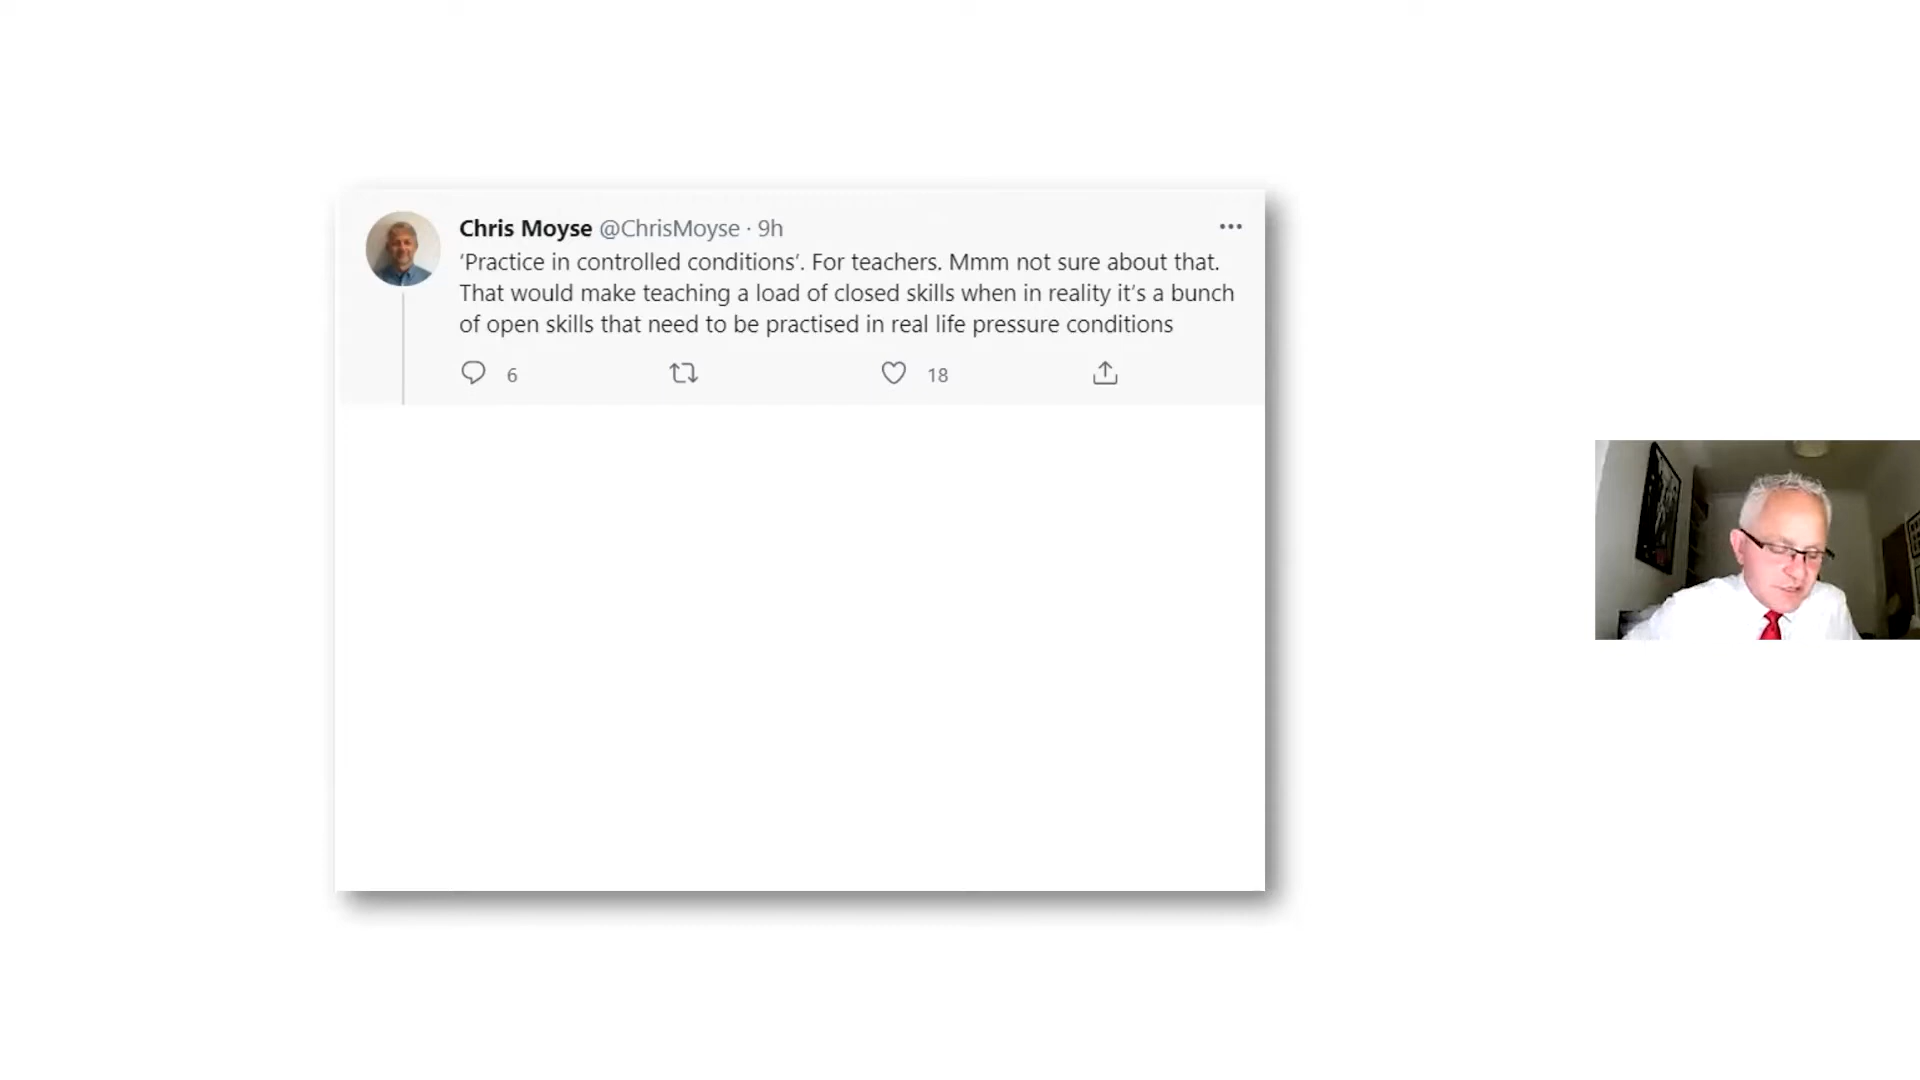 Chris Moyse @ChrisMoyse · 9h
‘Practice in controlled conditions’. For teachers. Mmm not sure about that.
That would make teaching a load of closed skills when in reality it’s a bunch
of open skills that need to be practised in real life pressure conditions
6 18